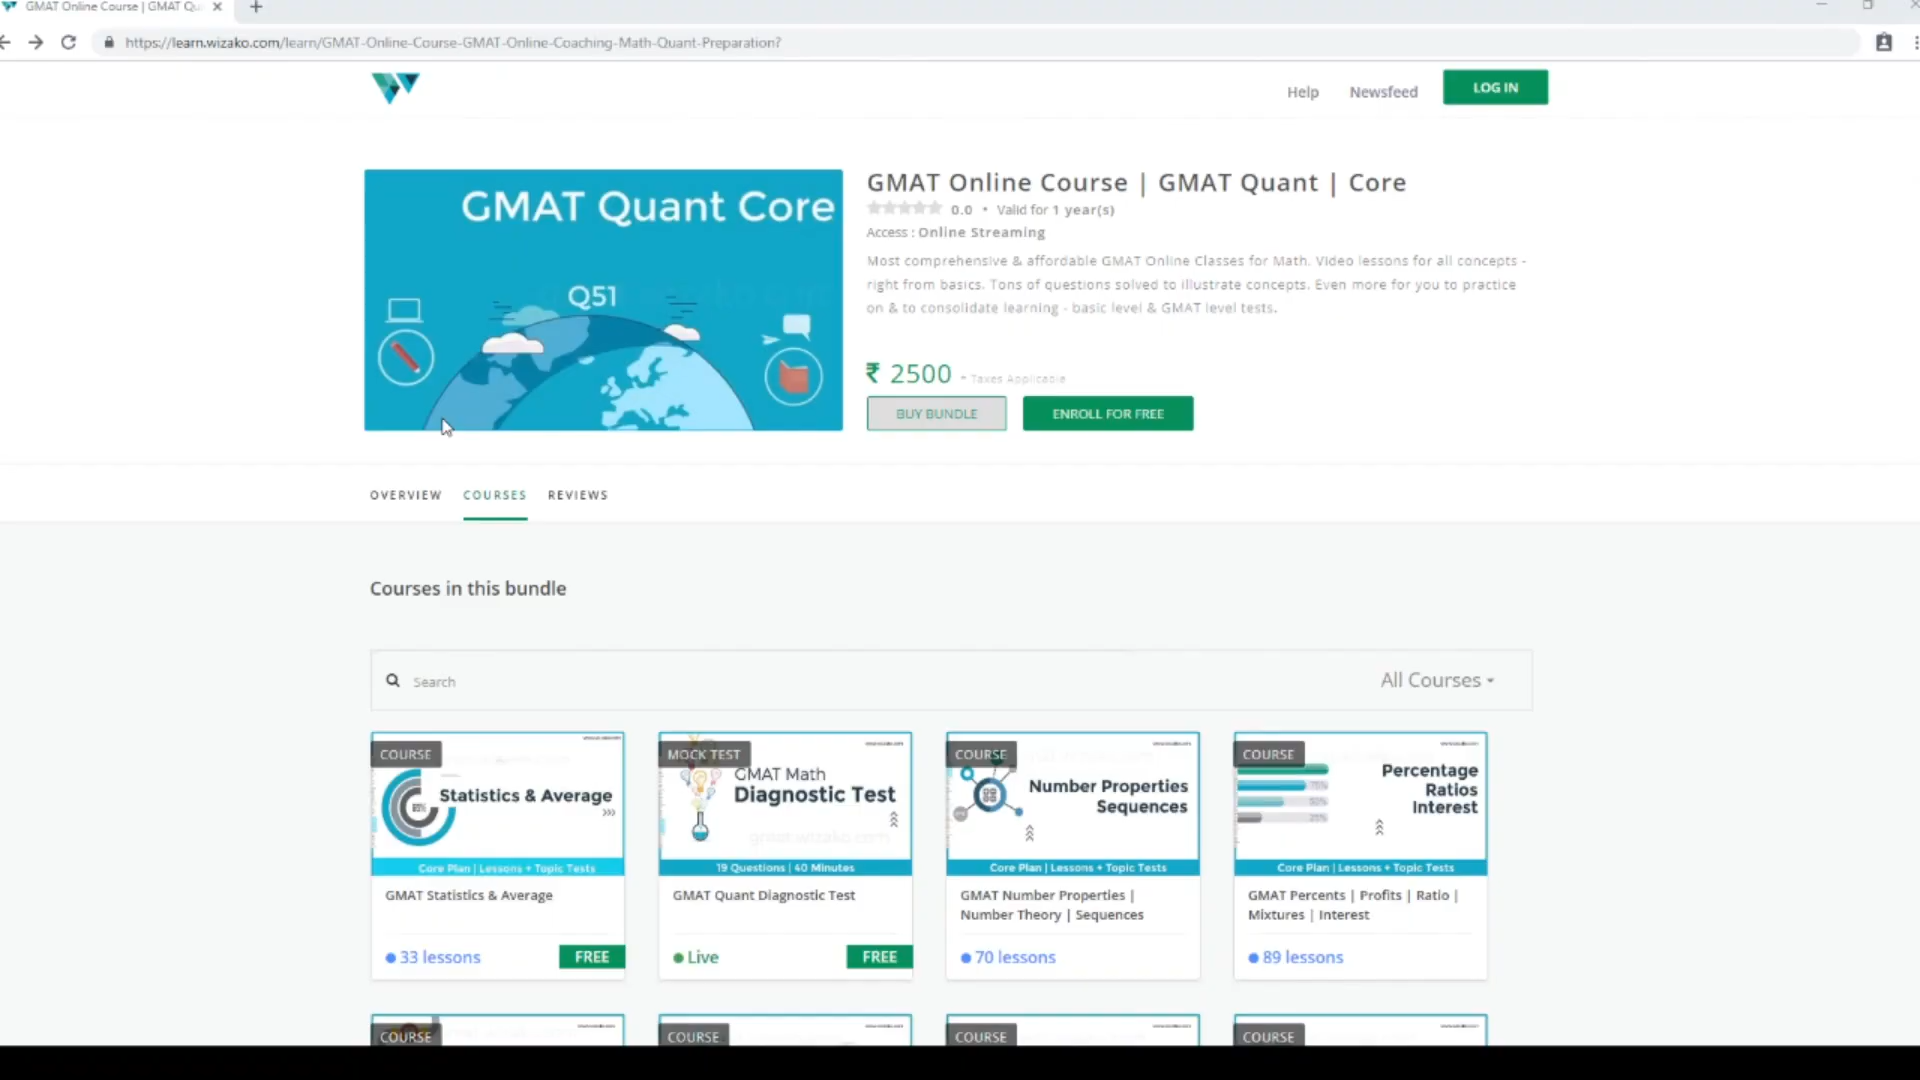 GMAT Online Course | GMAT Qu
https://learn.wizako.com/learn/GMAT-Online-Course-GMAT-Online-Coaching-Math-Quant-Preparation?
Help Newsfeed LOG IN
GMAT Quant Core
Q51
GMAT Online Course | GMAT Quant | Core
0.0 • Valid for 1 year(s)
Access : Online Streaming
Most comprehensive & affordable GMAT Online Classes for Math. Video lessons for all concepts -
right from basics. Tons of questions solved to illustrate concepts. Even more for you to practice
on & to consolidate learning - basic level & GMAT level tests.
₹ 2500 * Taxes Applicable
BUY BUNDLE ENROLL FOR FREE
OVERVIEW COURSES REVIEWS
Courses in this bundle
Search All Courses
COURSE
Statistics & Average
Core Plan | Lessons + Topic Tests
GMAT Statistics & Average
33 lessons FREE
MOCK TEST
GMAT Math
Diagnostic Test
gmat.wizako.com
19 Questions | 40 Minutes
GMAT Quant Diagnostic Test
Live FREE
COURSE
Number Properties
Sequences
Core Plan | Lessons + Topic Tests
GMAT Number Properties |
Number Theory | Sequences
70 lessons
COURSE
Percentage
Ratios
Interest
75%
50%
25%
Core Plan | Lessons + Topic Tests
GMAT Percents | Profits | Ratio |
Mixtures | Interest
89 lessons
COURSE COURSE COURSE COURSE